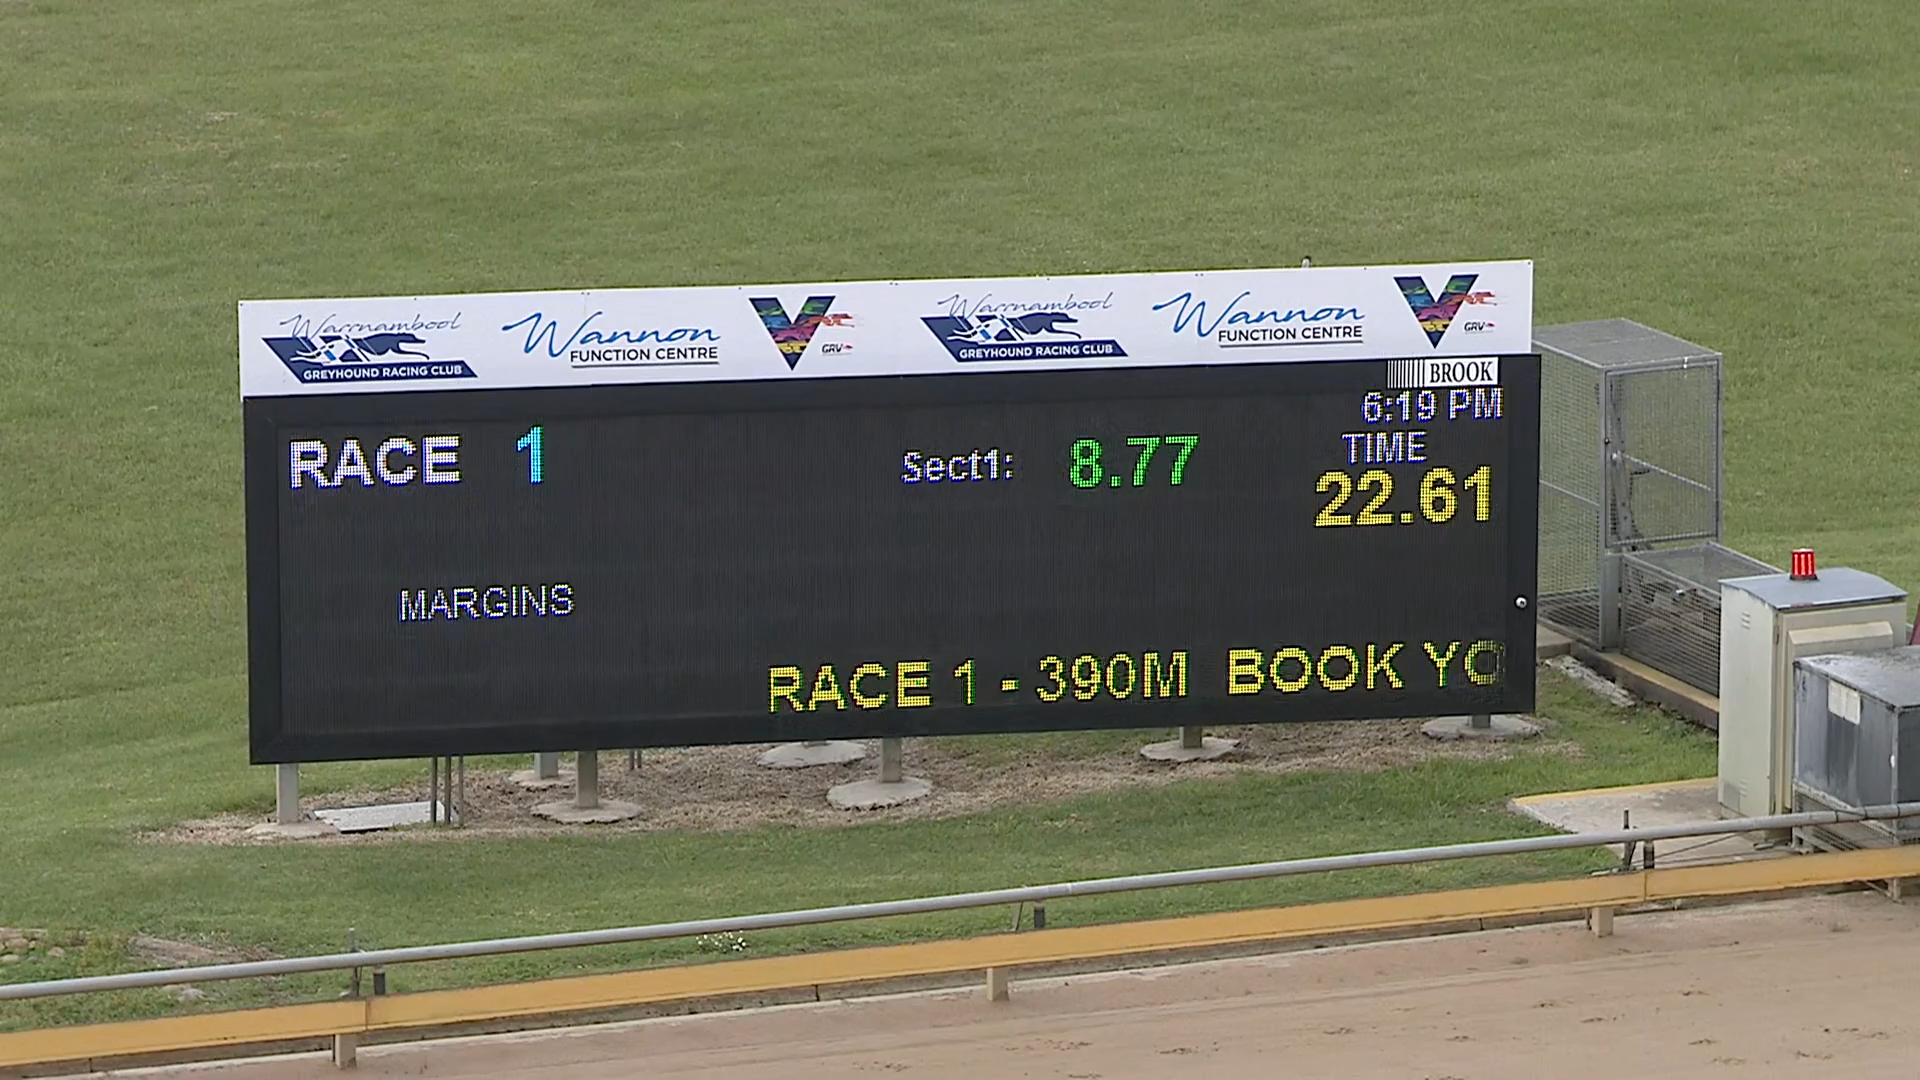 Warrnambool
GREYHOUND RACING CLUB
Wannon
FUNCTION CENTRE
V
GRV
Warrnambool
GREYHOUND RACING CLUB
Wannon
FUNCTION CENTRE
V
GRV
BROOK
6:19 PM
RACE 1
Sect1: 8.77
TIME
22.61
MARGINS
RACE 1 - 390M BOOK YO